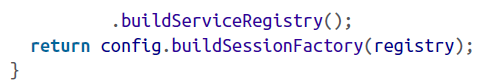 .buildServiceRegistry();
return config.buildSessionFactory(registry);
}